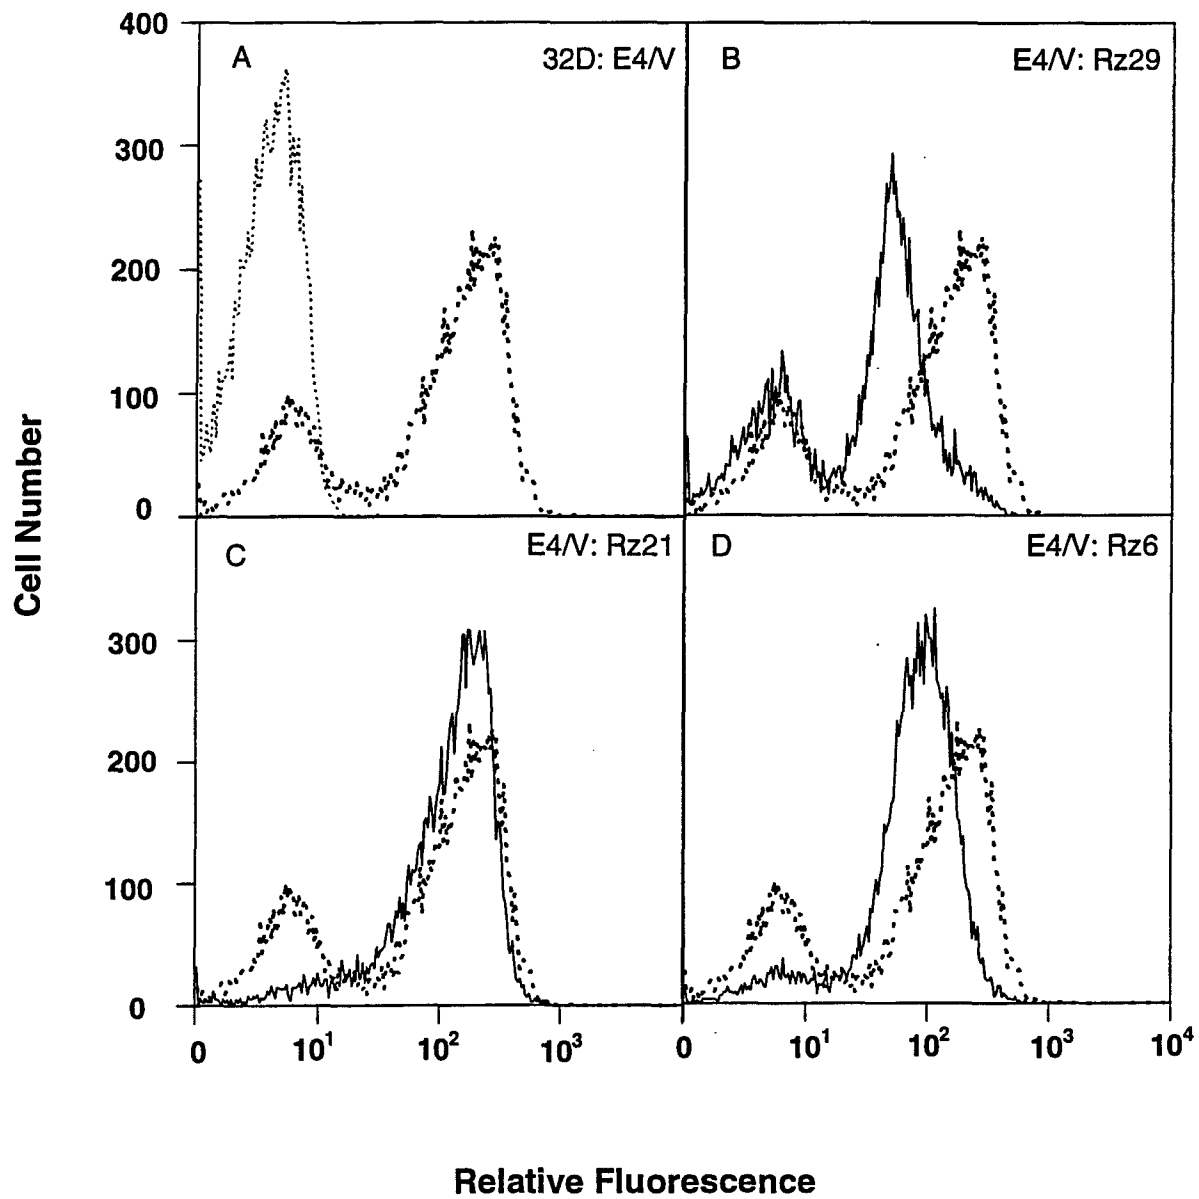 400
A
32D: E4/V
B
E4/V: Rz29
300
200
100
0
C
E4/V: Rz21
D
E4/V: Rz6
300
200
100
0
Cell Number
0
10¹
10²
10³
0
10¹
10²
10³
10⁴
Relative Fluorescence